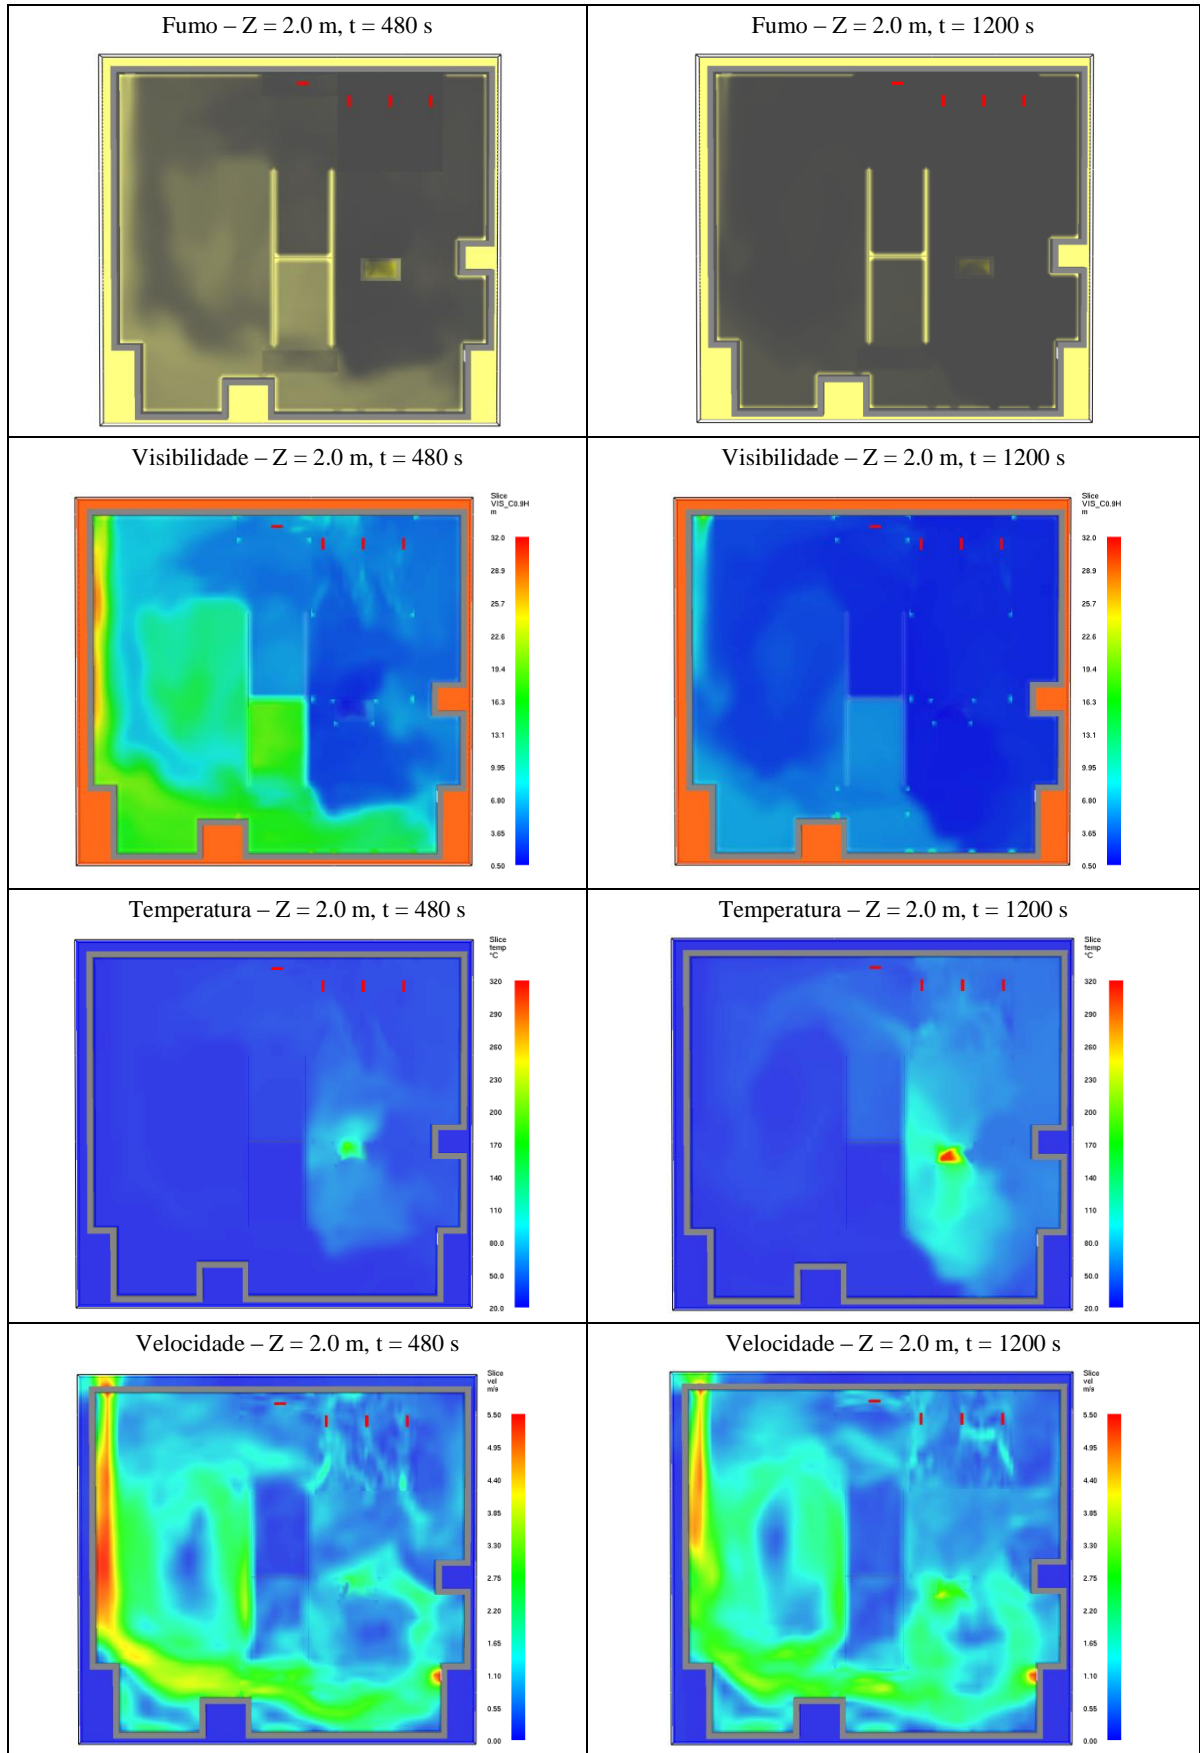 Fumo – Z = 2.0 m, t = 480 s
Fumo – Z = 2.0 m, t = 1200 s
Visibilidade – Z = 2.0 m, t = 480 s
Slice
VIS_C0.9H
m
32.0
28.9
25.7
22.6
19.4
16.3
13.1
9.95
6.80
3.65
0.50
Visibilidade – Z = 2.0 m, t = 1200 s
Slice
VIS_C0.9H
m
32.0
28.9
25.7
22.6
19.4
16.3
13.1
9.95
6.80
3.65
0.50
Temperatura – Z = 2.0 m, t = 480 s
Slice
temp
°C
320
290
260
230
200
170
140
110
80.0
50.0
20.0
Temperatura – Z = 2.0 m, t = 1200 s
Slice
temp
°C
320
290
260
230
200
170
140
110
80.0
50.0
20.0
Velocidade – Z = 2.0 m, t = 480 s
Slice
vel
m/s
5.50
4.95
4.40
3.85
3.30
2.75
2.20
1.65
1.10
0.55
0.00
Velocidade – Z = 2.0 m, t = 1200 s
Slice
vel
m/s
5.50
4.95
4.40
3.85
3.30
2.75
2.20
1.65
1.10
0.55
0.00